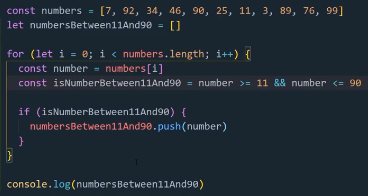 const numbers = [7, 92, 34, 46, 90, 25, 11, 3, 89, 76, 99]
let numbersBetween11And90 = []
for (let i = 0; i < numbers.length; i++) {
const number = numbers[i]
const isNumberBetween11And90 = number >= 11 && number <= 90
if (isNumberBetween11And90) {
numbersBetween11And90.push(number)
}
}
console.log(numbersBetween11And90)